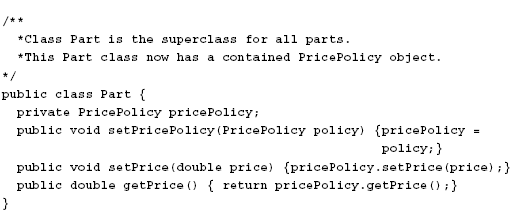 /**
  *Class Part is the superclass for all parts.
  *This Part class now has a contained PricePolicy object.
*/
public class Part {
  private PricePolicy pricePolicy;
  public void setPricePolicy(PricePolicy policy) {pricePolicy =
                                                  policy;}
  public void setPrice(double price) {pricePolicy.setPrice(price);}
  public double getPrice() { return pricePolicy.getPrice();}
}